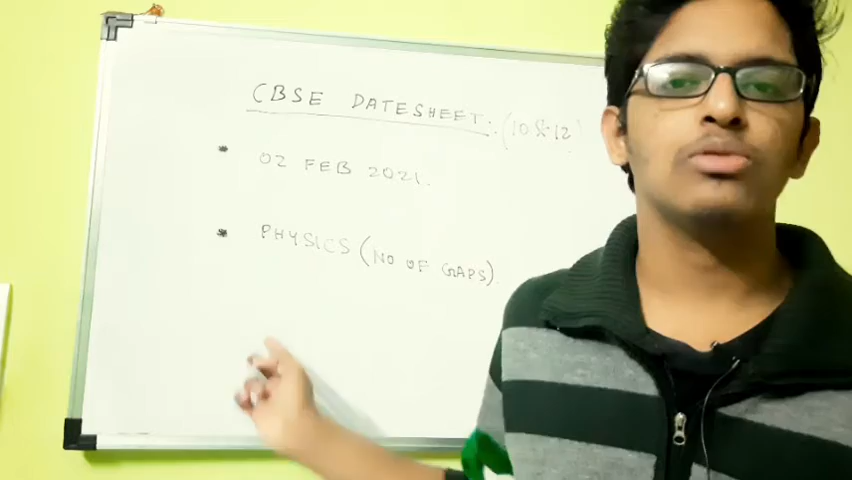 CBSE DATESHEET: (10 & 12)
* 02 FEB 2021.
* PHYSICS (NO OF GAPS).